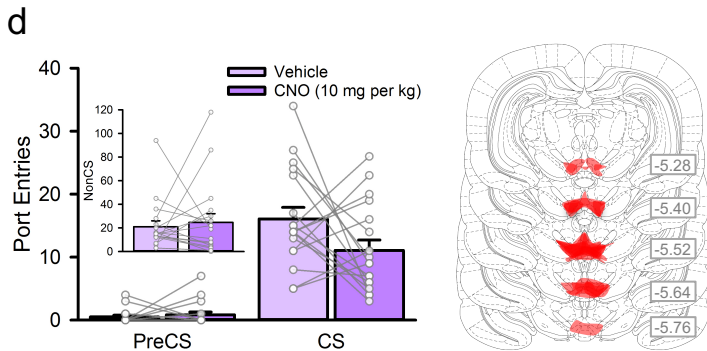 d
Vehicle
CNO (10 mg per kg)
Port Entries
40
30
20
10
0
NonCS
120
100
80
60
40
20
0
PreCS
CS
-5.28
-5.40
-5.52
-5.64
-5.76